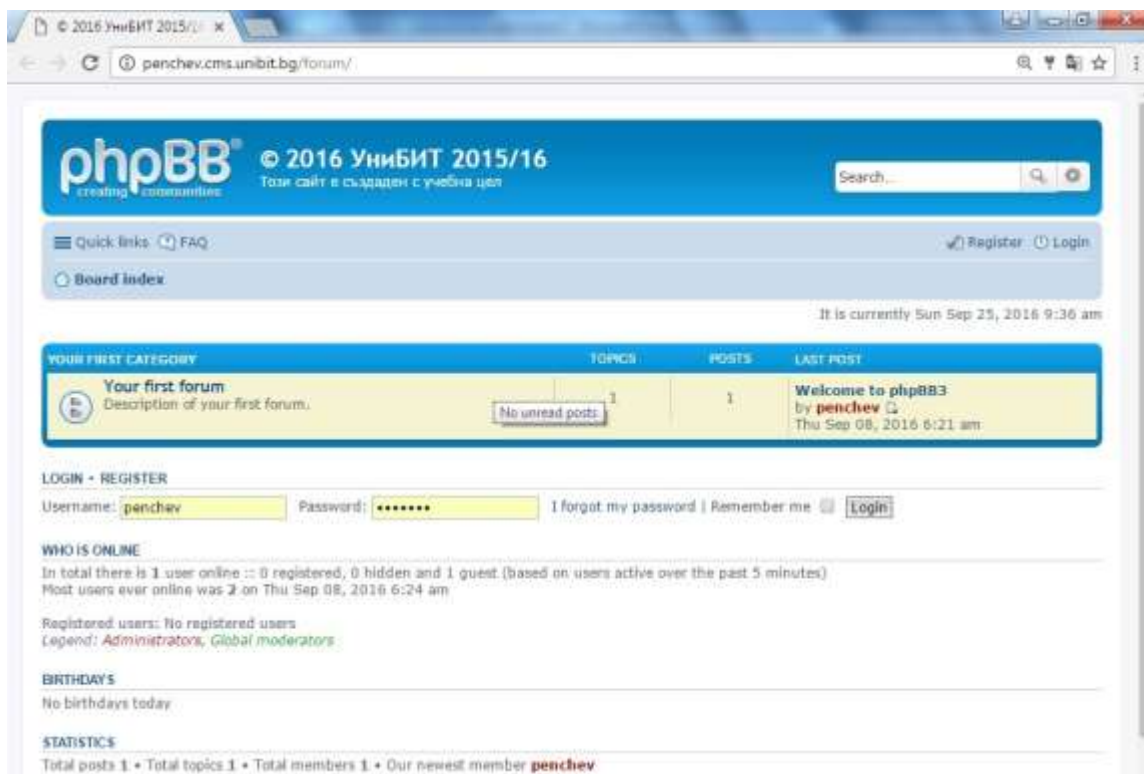 © 2016 УниБИТ 2015/1
penchev.cms.unibit.bg/forum/
phpBB®
creating communities
© 2016 УниБИТ 2015/16
Този сайт е създаден с учебна цел
Search...
Quick links FAQ
Register Login
Board index
It is currently Sun Sep 25, 2016 9:36 am
YOUR FIRST CATEGORY TOPICS POSTS LAST POST
Your first forum
Description of your first forum.
No unread posts
1 1
Welcome to phpBB3
by penchev
Thu Sep 08, 2016 6:21 am
LOGIN • REGISTER
Username: penchev Password: ••••••• I forgot my password | Remember me Login
WHO IS ONLINE
In total there is 1 user online :: 0 registered, 0 hidden and 1 guest (based on users active over the past 5 minutes)
Most users ever online was 2 on Thu Sep 08, 2016 6:24 am
Registered users: No registered users
Legend: Administrators, Global moderators
BIRTHDAYS
No birthdays today
STATISTICS
Total posts 1 • Total topics 1 • Total members 1 • Our newest member penchev